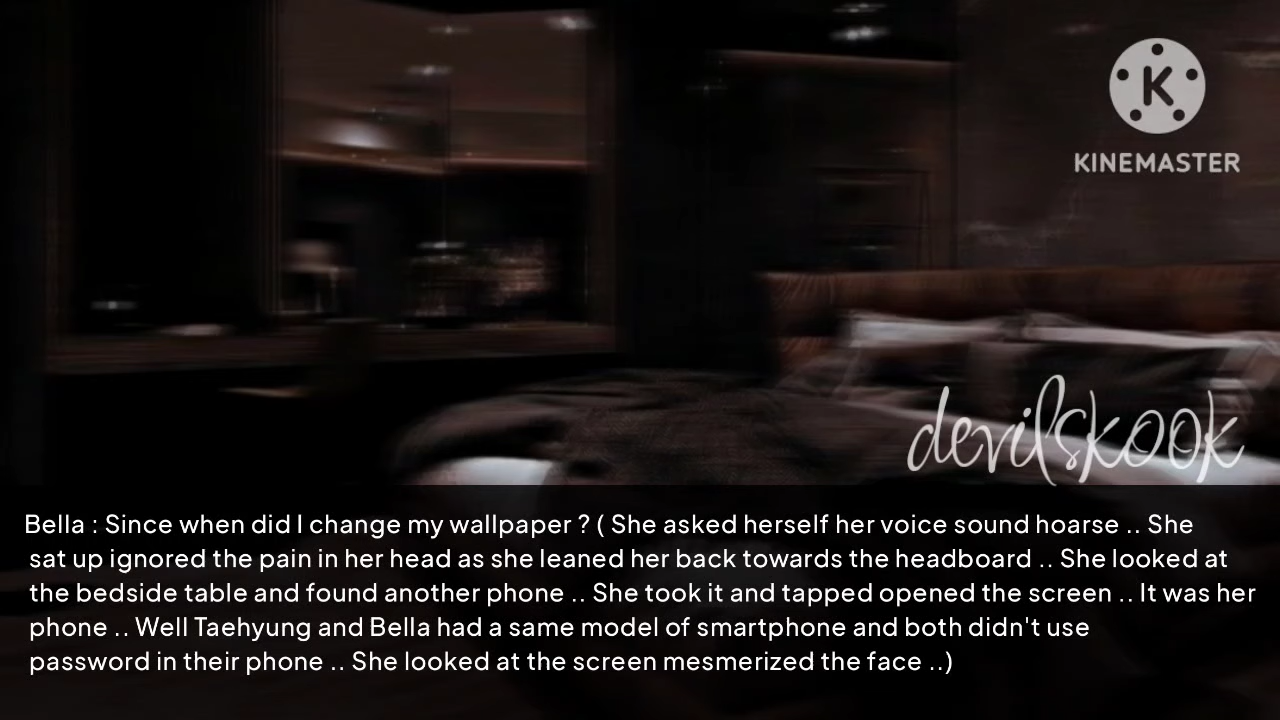 K
KINEMASTER
devilskook
Bella : Since when did I change my wallpaper ? ( She asked herself her voice sound hoarse .. She
sat up ignored the pain in her head as she leaned her back towards the headboard .. She looked at
the bedside table and found another phone .. She took it and tapped opened the screen .. It was her
phone .. Well Taehyung and Bella had a same model of smartphone and both didn't use
password in their phone .. She looked at the screen mesmerized the face ..)